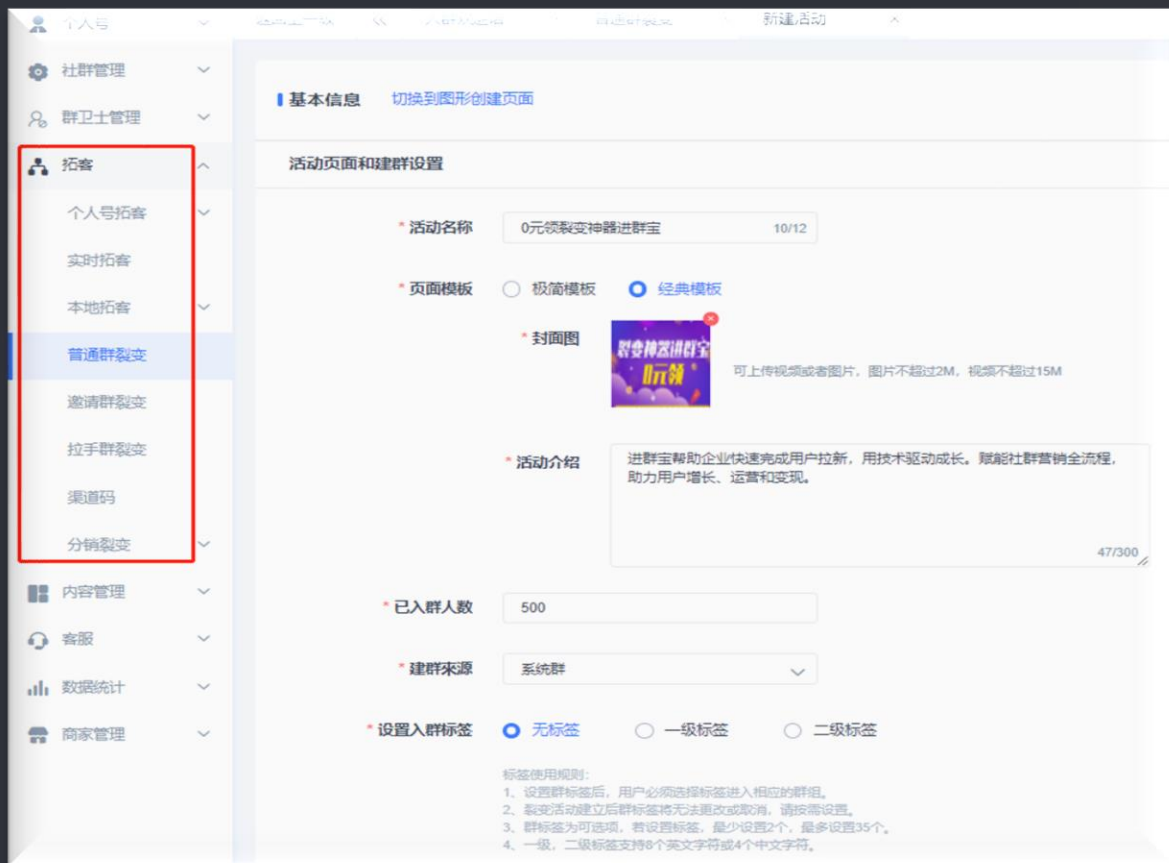 个人号
普通群裂变
新建活动
社群管理
群卫士管理
拓客
个人号拓客
实时拓客
本地拓客
普通群裂变
邀请群裂变
拉手群裂变
渠道码
分销裂变
内容管理
客服
数据统计
商家管理
基本信息 切换到图形创建页面
活动页面和建群设置
* 活动名称 0元领裂变神器进群宝 10/12
* 页面模板 极简模板 经典模板
* 封面图
裂变神器进群宝
0元领
可上传视频或者图片，图片不超过2M，视频不超过15M
* 活动介绍
进群宝帮助企业快速完成用户拉新，用技术驱动成长。赋能社群营销全流程，
助力用户增长、运营和变现。
47/300
* 已入群人数 500
* 建群来源 系统群
* 设置入群标签 无标签 一级标签 二级标签
标签使用规则：
1、设置群标签后，用户必须选择标签进入相应的群组。
2、裂变活动建立后群标签将无法更改或取消，请按需设置。
3、群标签为可选项，若设置标签，最少设置2个，最多设置35个。
4、一级，二级标签支持8个英文字符或4个中文字符。